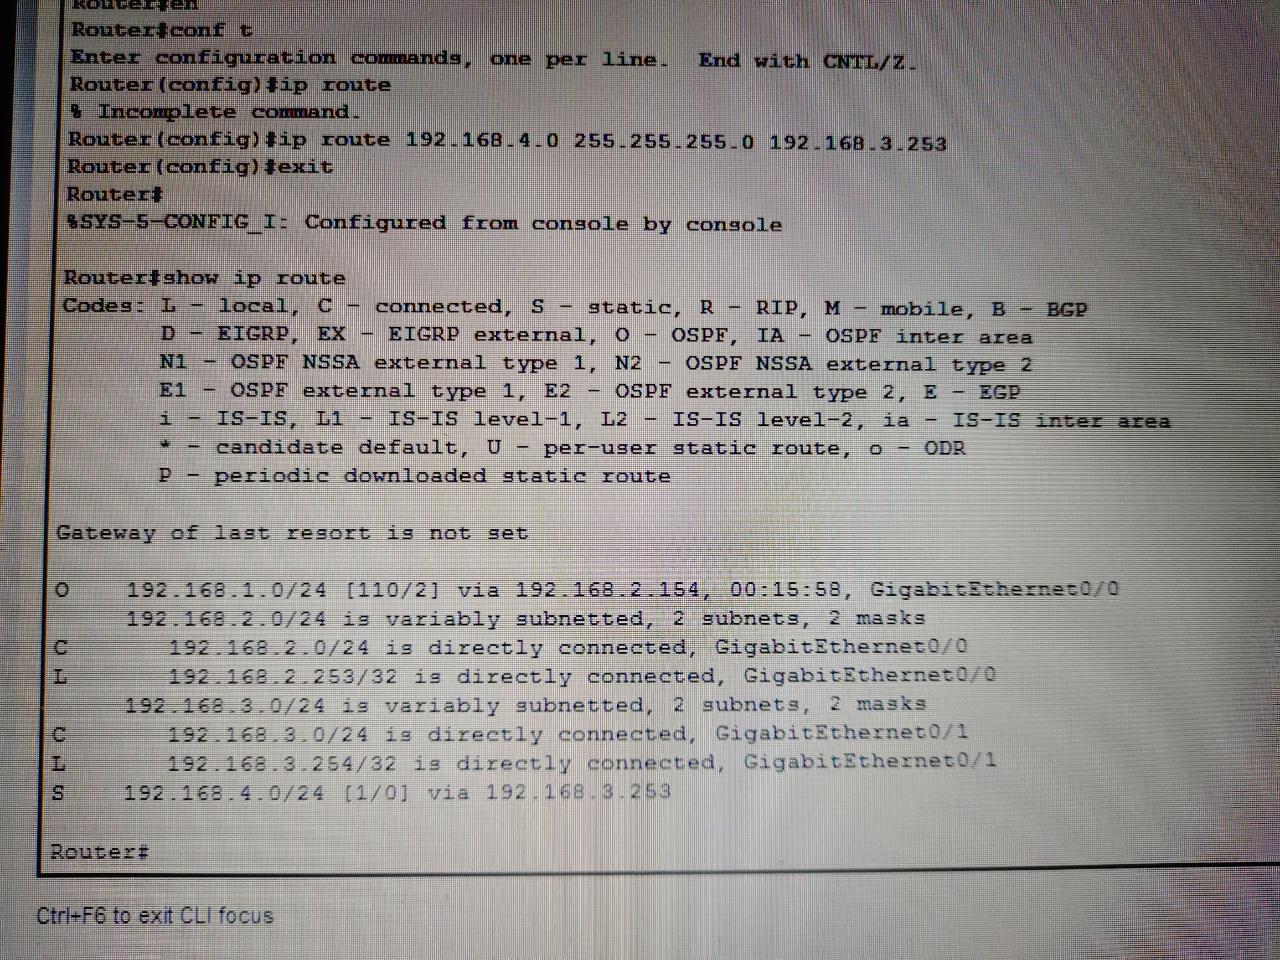 Router#en
Router#conf t
Enter configuration commands, one per line.  End with CNTL/Z.
Router(config)#ip route
% Incomplete command.
Router(config)#ip route 192.168.4.0 255.255.255.0 192.168.3.253
Router(config)#exit
Router#
%SYS-5-CONFIG_I: Configured from console by console
Router#show ip route
Codes: L - local, C - connected, S - static, R - RIP, M - mobile, B - BGP
D - EIGRP, EX - EIGRP external, O - OSPF, IA - OSPF inter area
N1 - OSPF NSSA external type 1, N2 - OSPF NSSA external type 2
E1 - OSPF external type 1, E2 - OSPF external type 2, E - EGP
i - IS-IS, L1 - IS-IS level-1, L2 - IS-IS level-2, ia - IS-IS inter area
* - candidate default, U - per-user static route, o - ODR
P - periodic downloaded static route
Gateway of last resort is not set
O 192.168.1.0/24 [110/2] via 192.168.2.154, 00:15:58, GigabitEthernet0/0
192.168.2.0/24 is variably subnetted, 2 subnets, 2 masks
C 192.168.2.0/24 is directly connected, GigabitEthernet0/0
L 192.168.2.253/32 is directly connected, GigabitEthernet0/0
192.168.3.0/24 is variably subnetted, 2 subnets, 2 masks
C 192.168.3.0/24 is directly connected, GigabitEthernet0/1
L 192.168.3.254/32 is directly connected, GigabitEthernet0/1
S 192.168.4.0/24 [1/0] via 192.168.3.253
Router#
Ctrl+F6 to exit CLI focus